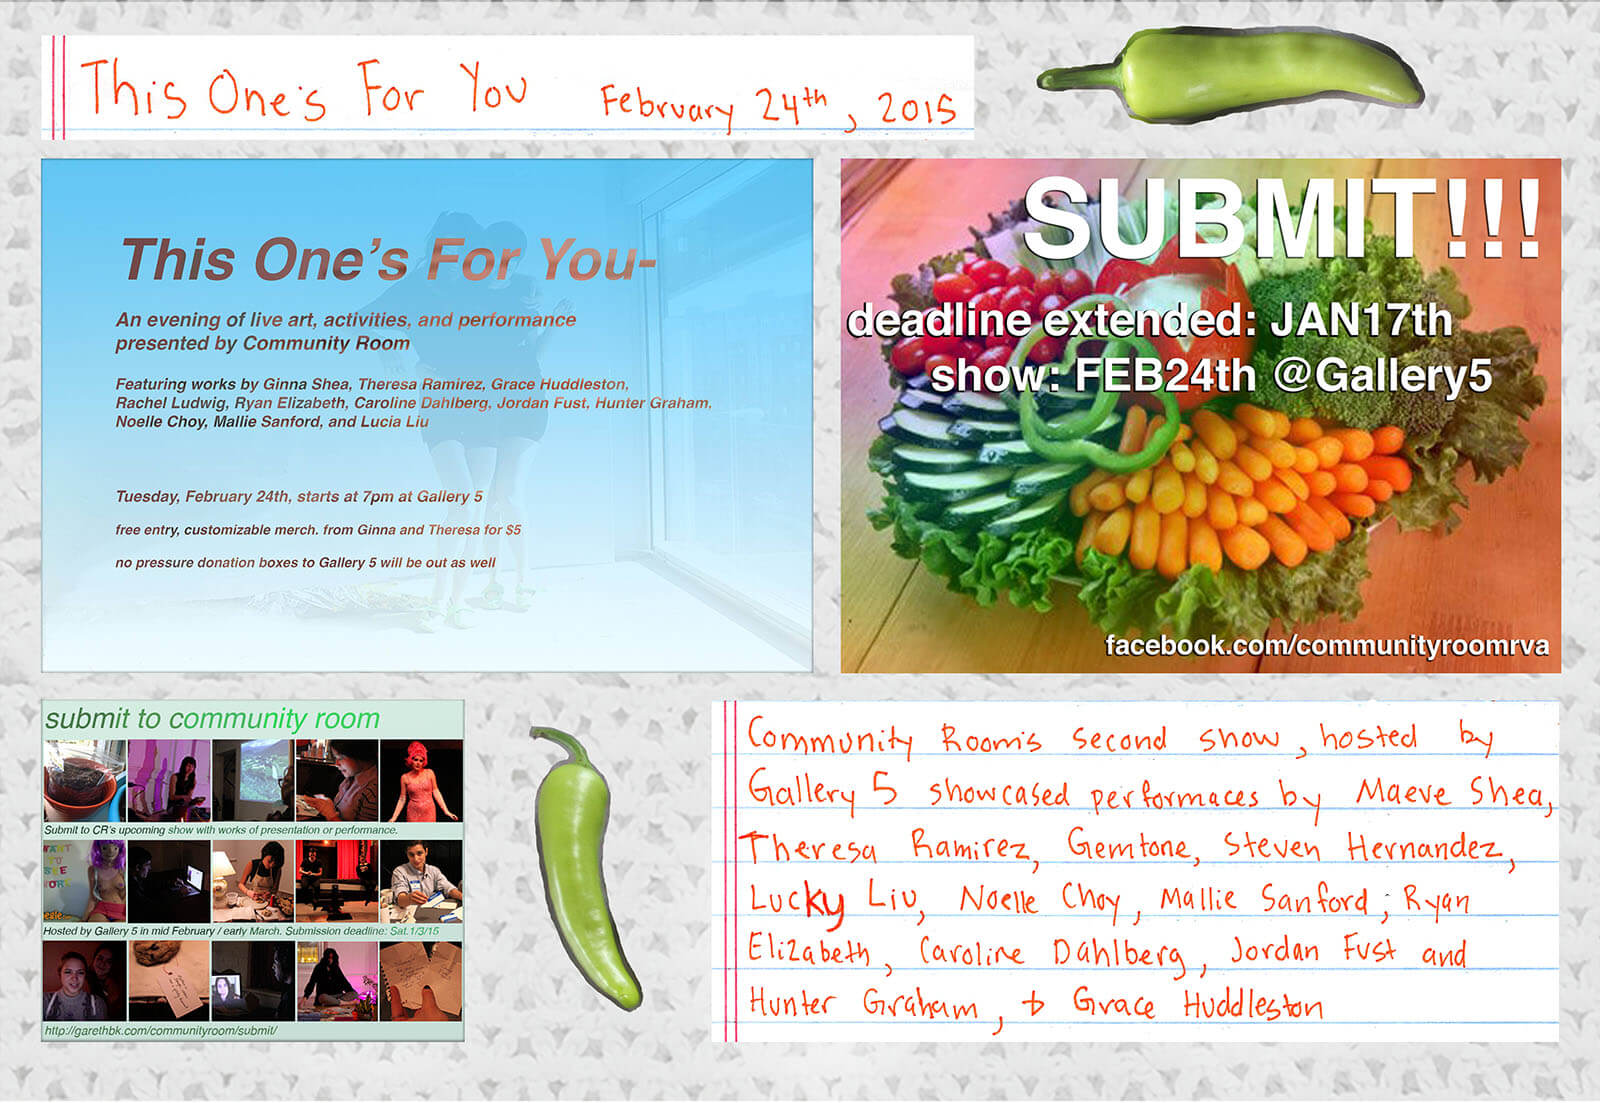 This One's For You February 24th, 2015
This One's For You-
An evening of live art, activities, and performance
presented by Community Room
Featuring works by Ginna Shea, Theresa Ramirez, Grace Huddleston,
Rachel Ludwig, Ryan Elizabeth, Caroline Dahlberg, Jordan Fust, Hunter Graham,
Noelle Choy, Mallie Sanford, and Lucia Liu
Tuesday, February 24th, starts at 7pm at Gallery 5
free entry, customizable merch. from Ginna and Theresa for $5
no pressure donation boxes to Gallery 5 will be out as well
SUBMIT!!!
deadline extended: JAN17th
show: FEB24th @Gallery5
facebook.com/communityroomrva
submit to community room
Submit to CR's upcoming show with works of presentation or performance.
Hosted by Gallery 5 in mid February / early March. Submission deadline: Sat.1/3/15
http://garethbk.com/communityroom/submit/
Community Room's second show, hosted by
Gallery 5 showcased performaces by Maeve Shea,
Theresa Ramirez, Gemtone, Steven Hernandez,
Lucky Liu, Noelle Choy, Mallie Sanford; Ryan
Elizabeth, Caroline Dahlberg, Jordan Fust and
Hunter Graham, + Grace Huddleston